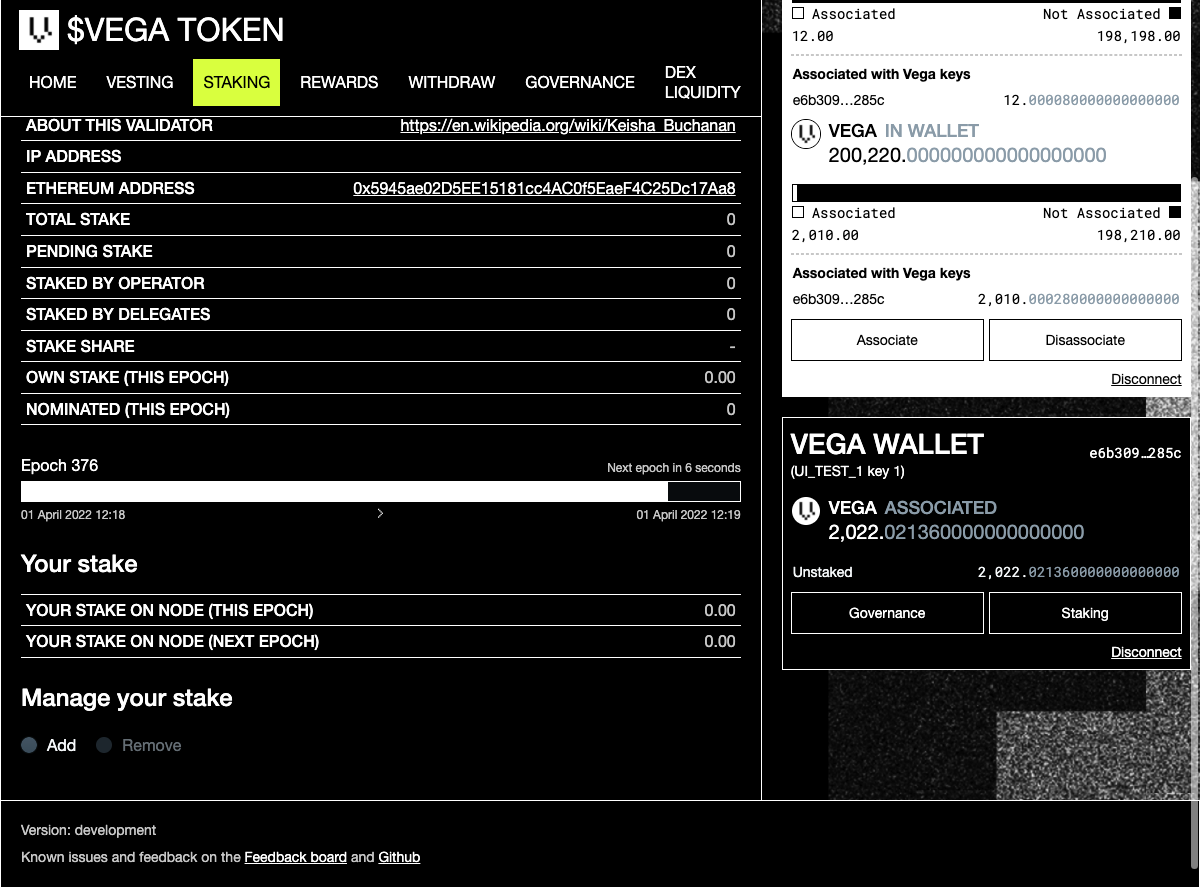 $VEGA TOKEN
HOME VESTING STAKING REWARDS WITHDRAW GOVERNANCE DEX LIQUIDITY
ABOUT THIS VALIDATOR https://en.wikipedia.org/wiki/Keisha_Buchanan
IP ADDRESS
ETHEREUM ADDRESS 0x5945ae02D5EE15181cc4AC0f5EaeF4C25Dc17Aa8
TOTAL STAKE 0
PENDING STAKE 0
STAKED BY OPERATOR 0
STAKED BY DELEGATES 0
STAKE SHARE -
OWN STAKE (THIS EPOCH) 0.00
NOMINATED (THIS EPOCH) 0
Epoch 376 Next epoch in 6 seconds
01 April 2022 12:18 > 01 April 2022 12:19
Your stake
YOUR STAKE ON NODE (THIS EPOCH) 0.00
YOUR STAKE ON NODE (NEXT EPOCH) 0.00
Manage your stake
Add Remove
Associated Not Associated
12.00 198,198.00
Associated with Vega keys
e6b309…285c 12.000080000000000000
VEGA IN WALLET
200,220.000000000000000000
Associated Not Associated
2,010.00 198,210.00
Associated with Vega keys
e6b309…285c 2,010.000280000000000000
Associate Disassociate
Disconnect
VEGA WALLET e6b309…285c
(UI_TEST_1 key 1)
VEGA ASSOCIATED
2,022.021360000000000000
Unstaked 2,022.021360000000000000
Governance Staking
Disconnect
Version: development
Known issues and feedback on the Feedback board and Github